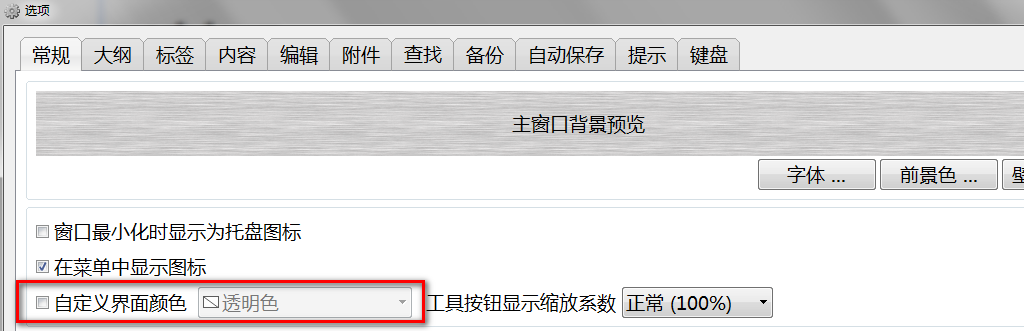 选项
常规 大纲 标签 内容 编辑 附件 查找 备份 自动保存 提示 键盘
主窗口背景预览
字体 ... 前景色 ...
窗口最小化时显示为托盘图标
在菜单中显示图标
自定义界面颜色 透明色 工具按钮显示缩放系数 正常 (100%)